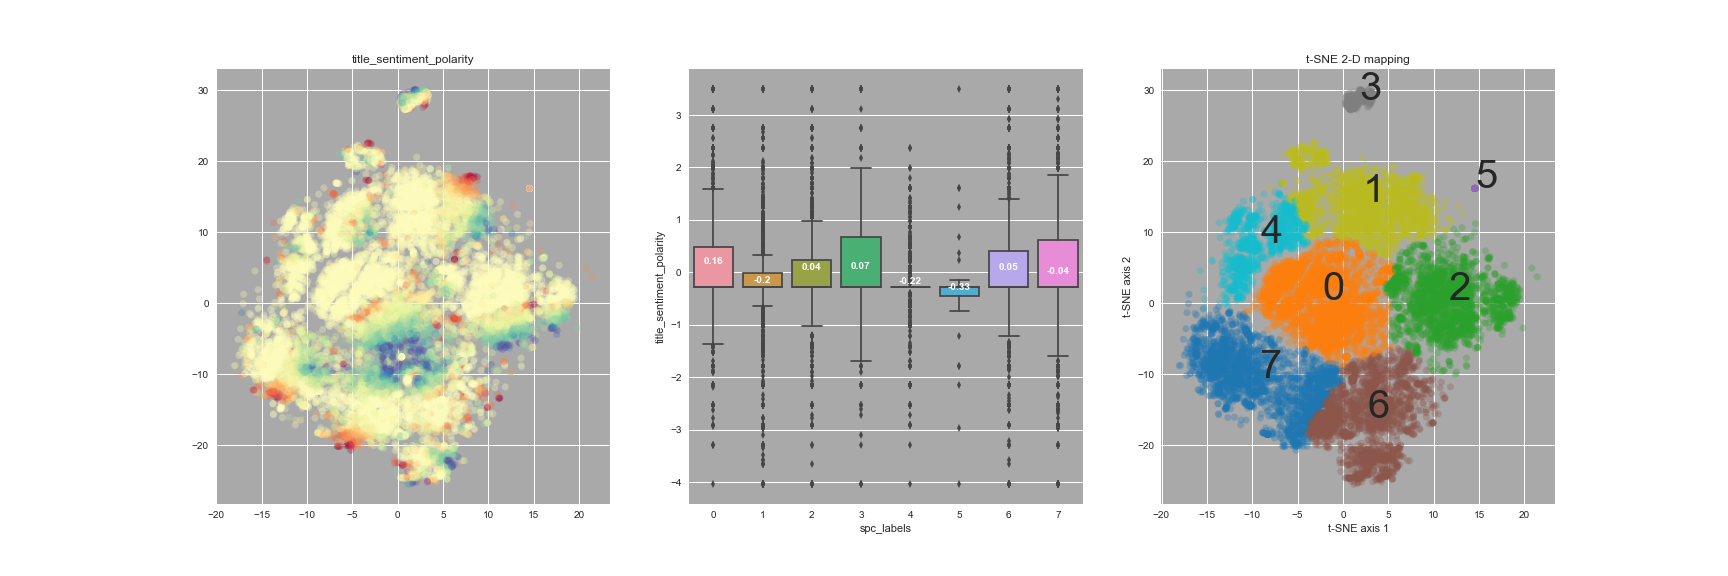 title_sentiment_polarity
30
20
10
0
−10
−20
−20 −15 −10 −5 0 5 10 15 20
title_sentiment_polarity
3
2
1
0
−1
−2
−3
−4
0.16 -0.2 0.04 0.07 -0.22 -0.33 0.05 -0.04
0 1 2 3 4 5 6 7
spc_labels
t-SNE 2-D mapping
t-SNE axis 2
30
20
10
0
−10
−20
3
5
1
4
0
2
7
6
−20 −15 −10 −5 0 5 10 15 20
t-SNE axis 1